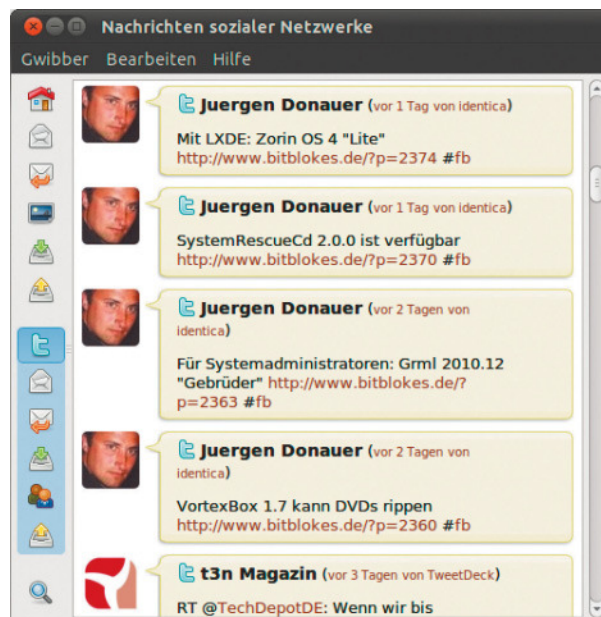 Nachrichten sozialer Netzwerke
Gwibber Bearbeiten Hilfe
Juergen Donauer (vor 1 Tag von identica)
Mit LXDE: Zorin OS 4 "Lite"
http://www.bitblokes.de/?p=2374 #fb
Juergen Donauer (vor 1 Tag von identica)
SystemRescueCd 2.0.0 ist verfügbar
http://www.bitblokes.de/?p=2370 #fb
Juergen Donauer (vor 2 Tagen von
identica)
Für Systemadministratoren: Grml 2010.12
"Gebrüder" http://www.bitblokes.de/?
p=2363 #fb
Juergen Donauer (vor 2 Tagen von
identica)
VortexBox 1.7 kann DVDs rippen
http://www.bitblokes.de/?p=2360 #fb
t3n Magazin (vor 3 Tagen von TweetDeck)
RT @TechDepotDE: Wenn wir bis